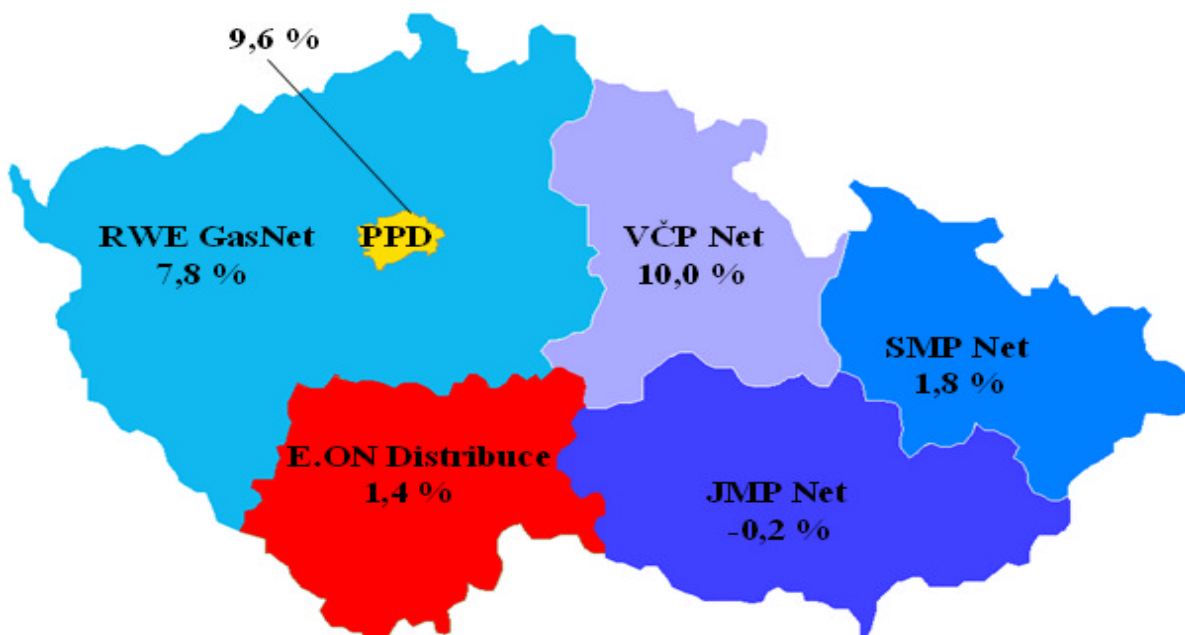 9,6 %
RWE GasNet
7,8 %
PPD
VČP Net
10,0 %
SMP Net
1,8 %
E.ON Distribuce
1,4 %
JMP Net
-0,2 %